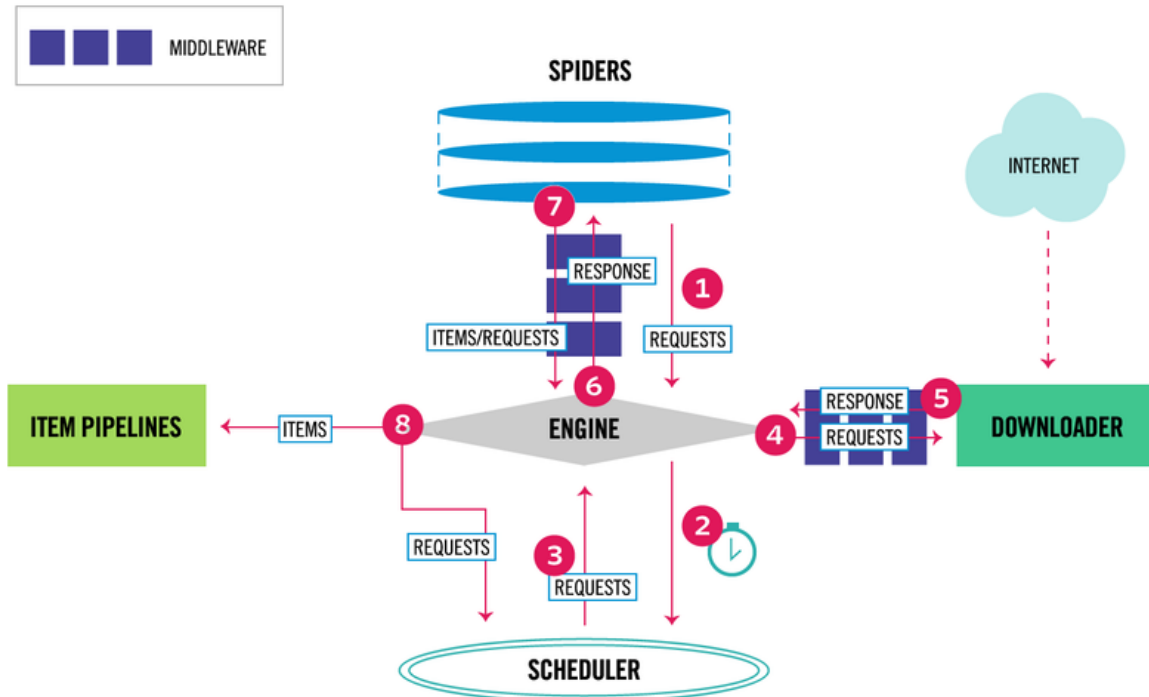 MIDDLEWARE
SPIDERS
INTERNET
7
RESPONSE
1
ITEMS/REQUESTS
REQUESTS
6
ITEM PIPELINES
ITEMS
8
ENGINE
4
RESPONSE
REQUESTS
5
DOWNLOADER
REQUESTS
3
REQUESTS
2
SCHEDULER